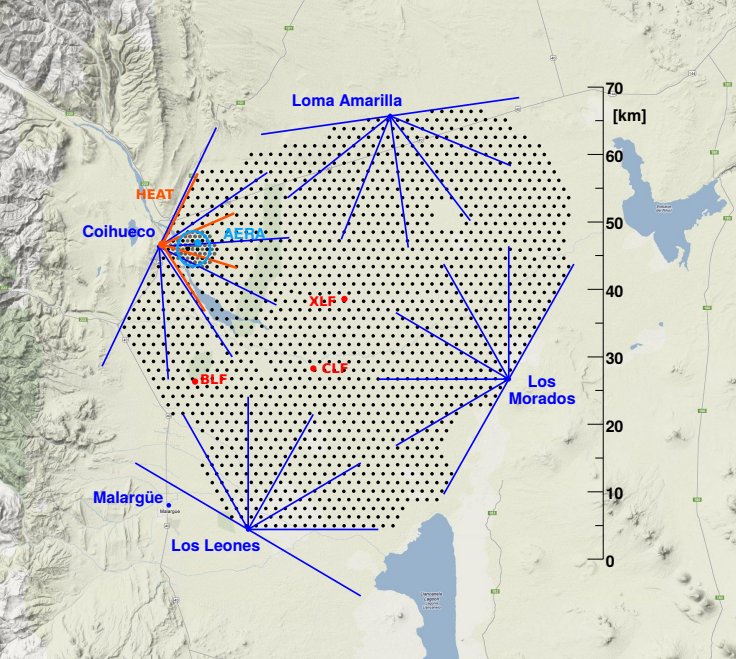 Loma Amarilla
70
[km]
60
HEAT
50
Coihueco
AERA
40
XLF
30
CLF
BLF
Los
Morados
20
10
Malargüe
Malargüe
Los Leones
0